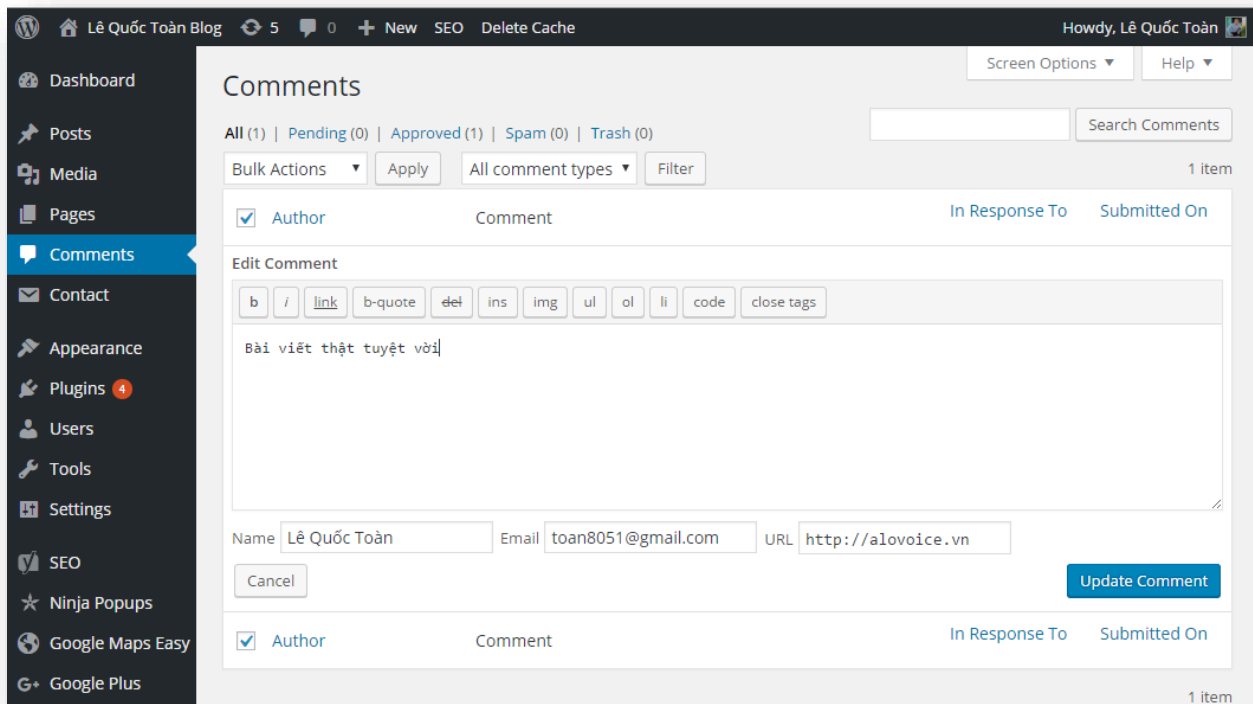 Lê Quốc Toàn Blog 5 0 + New SEO Delete Cache Howdy, Lê Quốc Toàn
Dashboard
Posts
Media
Pages
Comments
Contact
Appearance
Plugins 4
Users
Tools
Settings
SEO
Ninja Popups
Google Maps Easy
G+ Google Plus
Screen Options ▼ Help ▼
Comments
All (1) | Pending (0) | Approved (1) | Spam (0) | Trash (0)
Search Comments
Bulk Actions ▼ Apply All comment types ▼ Filter 1 item
Author Comment In Response To Submitted On
Edit Comment
b i link b-quote del ins img ul ol li code close tags
Bài viết thật tuyệt vời
Name Lê Quốc Toàn Email toan8051@gmail.com URL http://alovoice.vn
Cancel Update Comment
Author Comment In Response To Submitted On
1 item